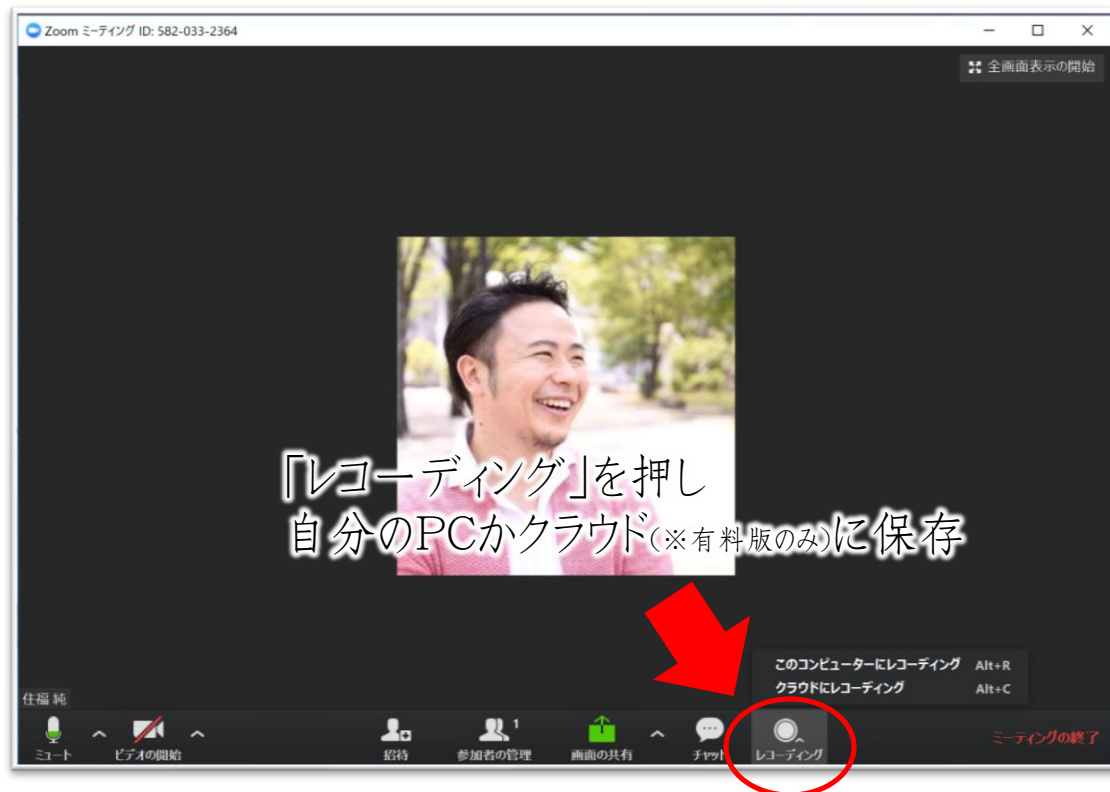 Zoom ミーティング ID: 582-033-2364
全画面表示の開始
「レコーディング」を押し
自分のPCかクラウド(※有料版のみ)に保存
このコンピューターにレコーディング Alt+R
クラウドにレコーディング Alt+C
住福 純
ミュート ビデオの開始 招待 参加者の管理 1 画面の共有 チャット レコーディング ミーティングの終了